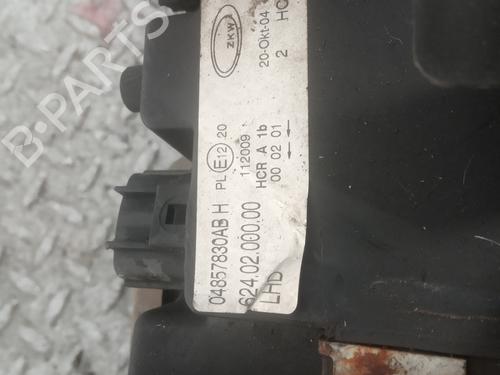 ZKW
20-Okt-04
2 HC
PL E12 20
112009
HCR A 1b
00 02 01
04857830AB H
624.02.000.00
LHD